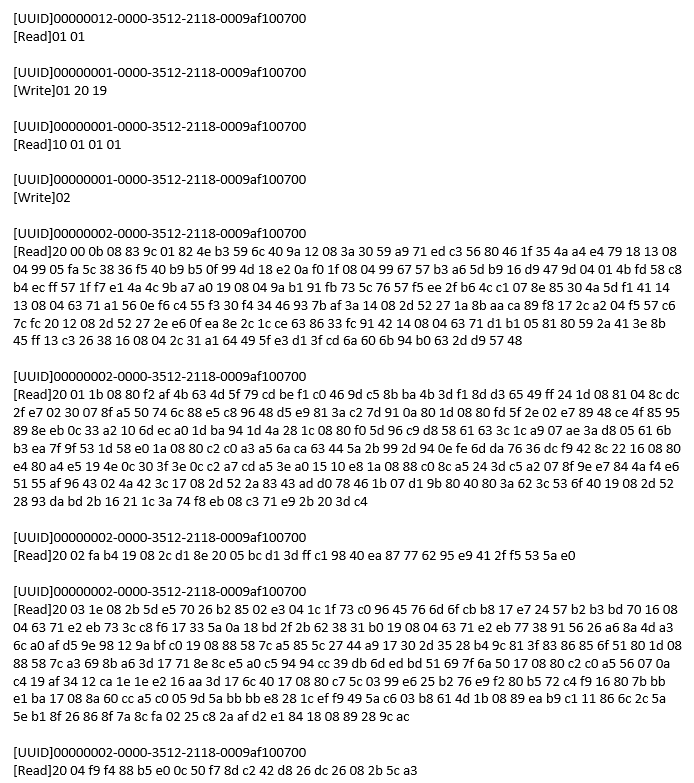 [UUID]00000012-0000-3512-2118-0009af100700
[Read]01 01
[UUID]00000001-0000-3512-2118-0009af100700
[Write]01 20 19
[UUID]00000001-0000-3512-2118-0009af100700
[Read]10 01 01 01
[UUID]00000001-0000-3512-2118-0009af100700
[Write]02
[UUID]00000002-0000-3512-2118-0009af100700
[Read]20 00 0b 08 83 9c 01 82 4e b3 59 6c 40 9a 12 08 3a 30 59 a9 71 ed c3 56 80 46 1f 35 4a a4 e4 79 18 13 08
04 99 05 fa 5c 38 36 f5 40 b9 b5 0f 99 4d 18 e2 0a f0 1f 08 04 99 67 57 b3 a6 5d b9 16 d9 47 9d 04 01 4b fd 58 c8
b4 ec ff 57 1f f7 e1 4a 4c 9b a7 a0 19 08 04 9a b1 91 fb 73 5c 76 57 f5 ee 2f b6 4c c1 07 8e 85 30 4a 5d f1 41 14
13 08 04 63 71 a1 56 0e f6 c4 55 f3 30 f4 34 46 93 7b af 3a 14 08 2d 52 27 1a 8b aa ca 89 f8 17 2c a2 04 f5 57 c6
7c fc 20 12 08 2d 52 27 2e e6 0f ea 8e 2c 1c ce 63 86 33 fc 91 42 14 08 04 63 71 d1 b1 05 81 80 59 2a 41 3e 8b
45 ff 13 c3 26 38 16 08 04 2c 31 a1 64 49 5f e3 d1 3f cd 6a 60 6b 94 b0 63 2d d9 57 48
[UUID]00000002-0000-3512-2118-0009af100700
[Read]20 01 1b 08 80 f2 af 4b 63 4d 5f 79 cd be f1 c0 46 9d c5 8b ba 4b 3d f1 8d d3 65 49 ff 24 1d 08 81 04 8c dc
2f e7 02 30 07 8f a5 50 74 6c 88 e5 c8 96 48 d5 e9 81 3a c2 7d 91 0a 80 1d 08 80 fd 5f 2e 02 e7 89 48 ce 4f 85 95
89 8e eb 0c 33 a2 10 6d ec a0 1d ba 94 1d 4a 28 1c 08 80 f0 5d 96 c9 d8 58 61 63 3c 1c a9 07 ae 3a d8 05 61 6b
b3 ea 7f 9f 53 1d 58 e0 1a 08 80 c2 c0 a3 a5 6a ca 63 44 5a 2b 99 2d 94 0e fe 6d da 76 36 dc f9 42 8c 22 16 08 80
e4 80 a4 e5 19 4e 0c 30 3f 3e 0c c2 a7 cd a5 3e a0 15 10 e8 1a 08 88 c0 8c a5 24 3d c5 a2 07 8f 9e e7 84 4a f4 e6
51 55 af 96 43 02 4a 42 3c 17 08 2d 52 2a 83 43 ad d0 78 46 1b 07 d1 9b 80 40 80 3a 62 3c 53 6f 40 19 08 2d 52
28 93 da bd 2b 16 21 1c 3a 74 f8 eb 08 c3 71 e9 2b 20 3d c4
[UUID]00000002-0000-3512-2118-0009af100700
[Read]20 02 fa b4 19 08 2c d1 8e 20 05 bc d1 3d ff c1 98 40 ea 87 77 62 95 e9 41 2f f5 53 5a e0
[UUID]00000002-0000-3512-2118-0009af100700
[Read]20 03 1e 08 2b 5d e5 70 26 b2 85 02 e3 04 1c 1f 73 c0 96 45 76 6d 6f cb b8 17 e7 24 57 b2 b3 bd 70 16 08
04 63 71 e2 eb 73 3c c8 f6 17 33 5a 0a 18 bd 2f 2b 62 38 31 b0 19 08 04 63 71 e2 eb 77 38 91 56 26 a6 8a 4d a3
6c a0 af d5 9e 98 12 9a bf c0 19 08 88 58 7c a5 85 5c 27 44 a9 17 30 2d 35 28 b4 9c 81 3f 83 86 85 6f 51 80 1d 08
88 58 7c a3 69 8b a6 3d 17 71 8e 8c e5 a0 c5 94 94 cc 39 db 6d ed bd 51 69 7f 6a 50 17 08 80 c2 c0 a5 56 07 0a
c4 19 af 34 12 ca 1e 1e e2 16 aa 3d 17 6c 40 17 08 80 c7 5c 03 99 e6 25 b2 76 e9 f2 80 b5 72 c4 f9 16 80 7b bb
e1 ba 17 08 8a 60 cc a5 c0 05 9d 5a bb bb e8 28 1c ef f9 49 5a c6 03 b8 61 4d 1b 08 89 ea b9 c1 11 86 6c 2c 5a
5e b1 8f 26 86 8f 7a 8c fa 02 25 c8 2a af d2 e1 84 18 08 89 28 9c ac
[UUID]00000002-0000-3512-2118-0009af100700
[Read]20 04 f9 f4 88 b5 e0 0c 50 f7 8d c2 42 d8 26 dc 26 08 2b 5c a3